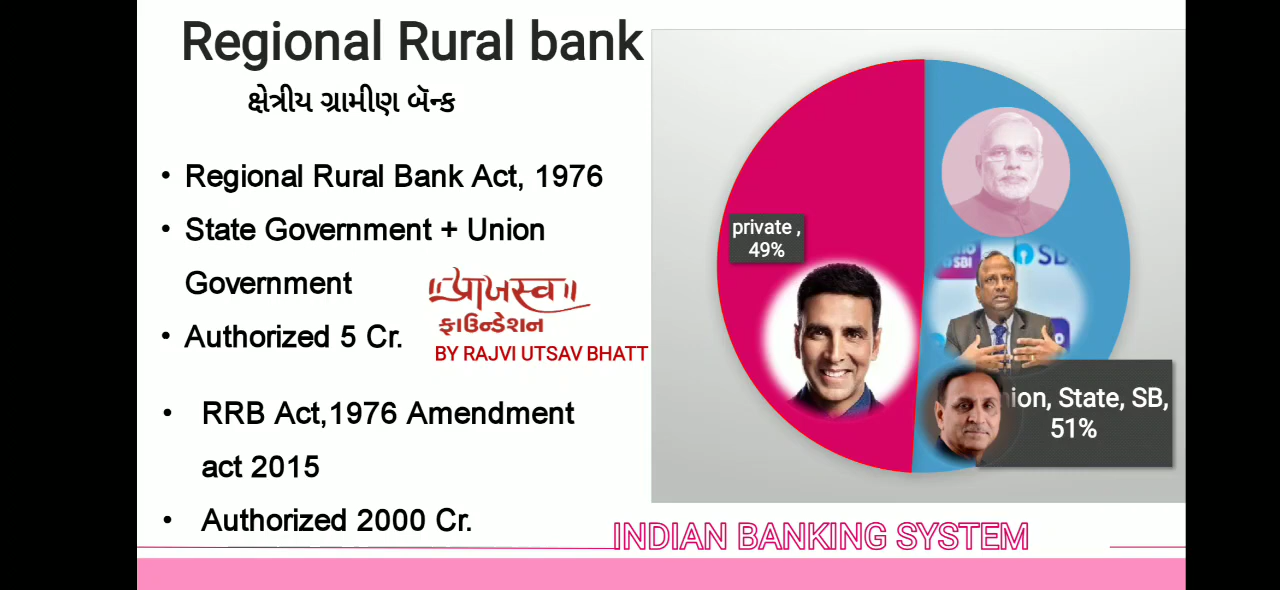 Regional Rural bank
ક્ષેત્રીય ગ્રામીણ બૅન્ક
• Regional Rural Bank Act, 1976
• State Government + Union
Government
• Authorized 5 Cr.
॥प्राजस्व॥
ફાઉન્ડેશન
BY RAJVI UTSAV BHATT
• RRB Act,1976 Amendment
act 2015
• Authorized 2000 Cr.
private ,
49%
SBI
SB
ion, State, SB,
51%
INDIAN BANKING SYSTEM